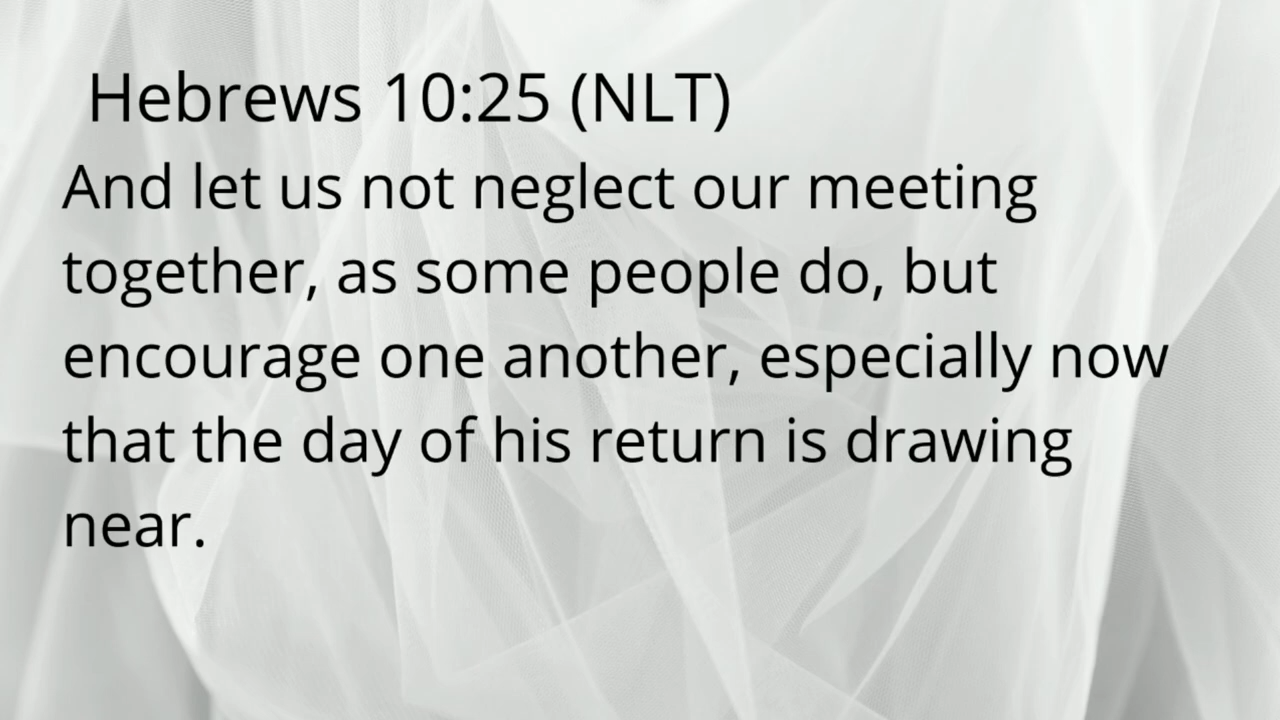 Hebrews 10:25 (NLT)
And let us not neglect our meeting
together, as some people do, but
encourage one another, especially now
that the day of his return is drawing
near.